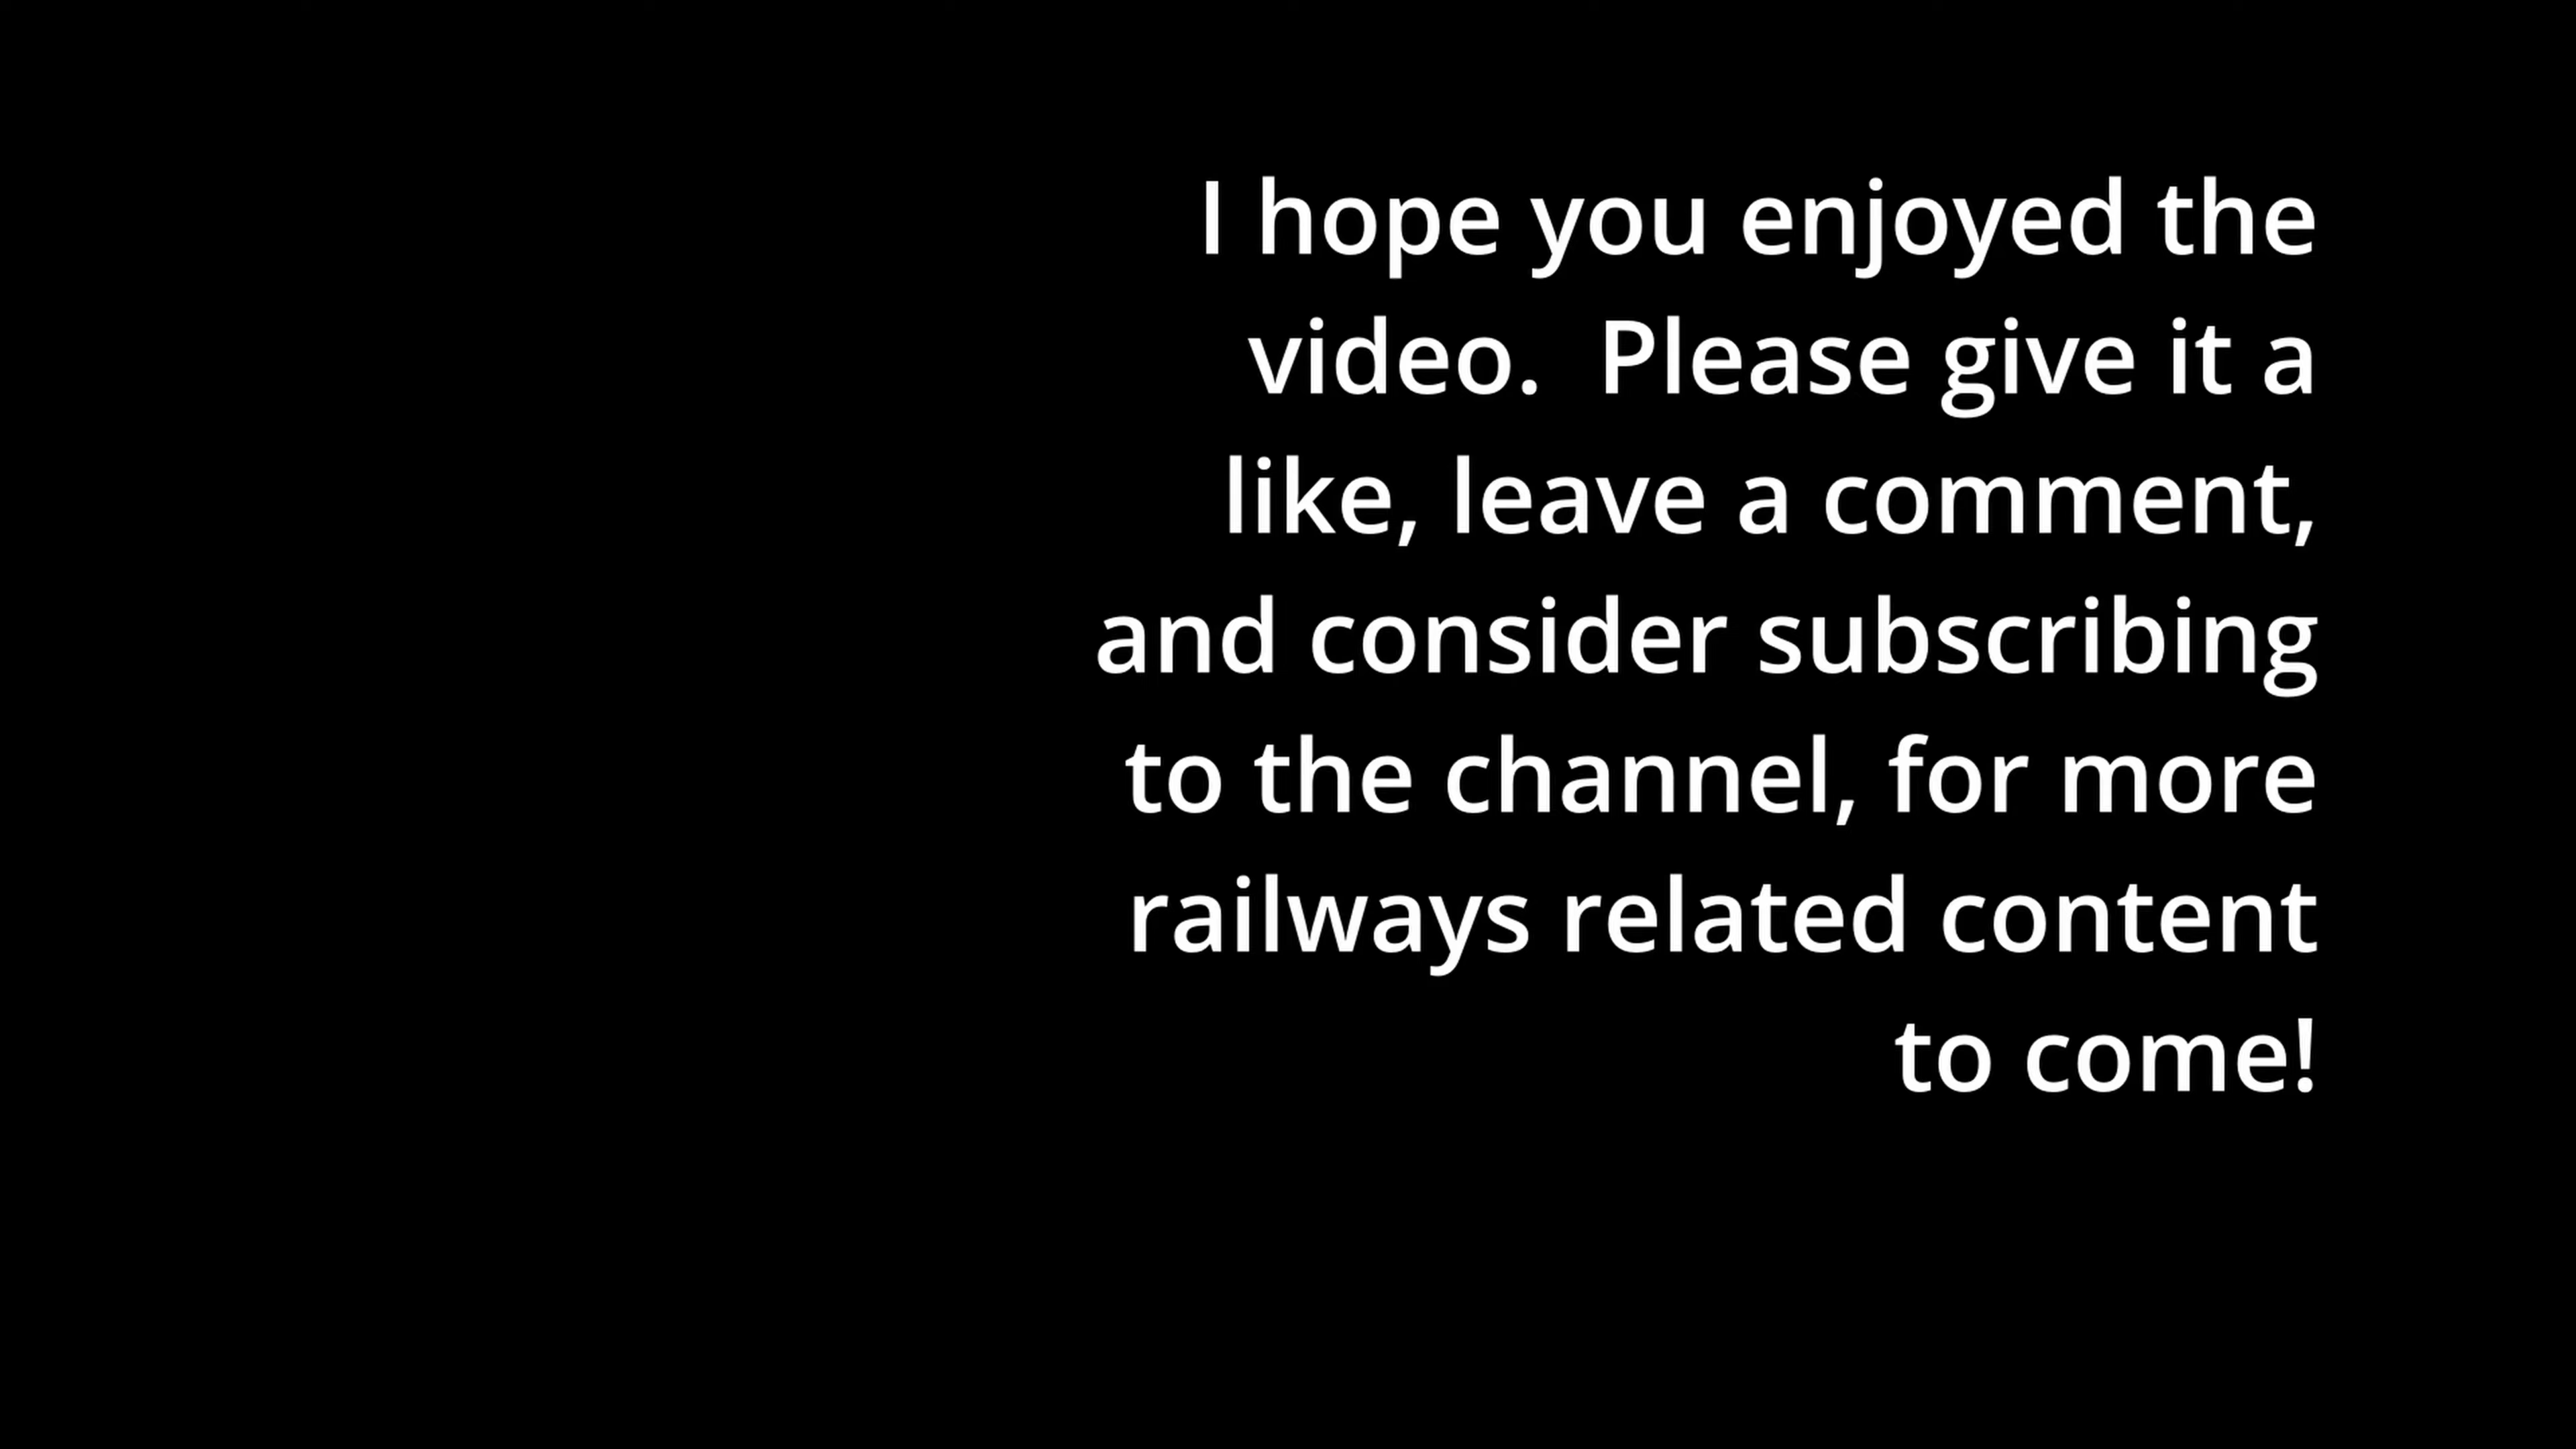 I hope you enjoyed the
video.  Please give it a
like, leave a comment,
and consider subscribing
to the channel, for more
railways related content
to come!